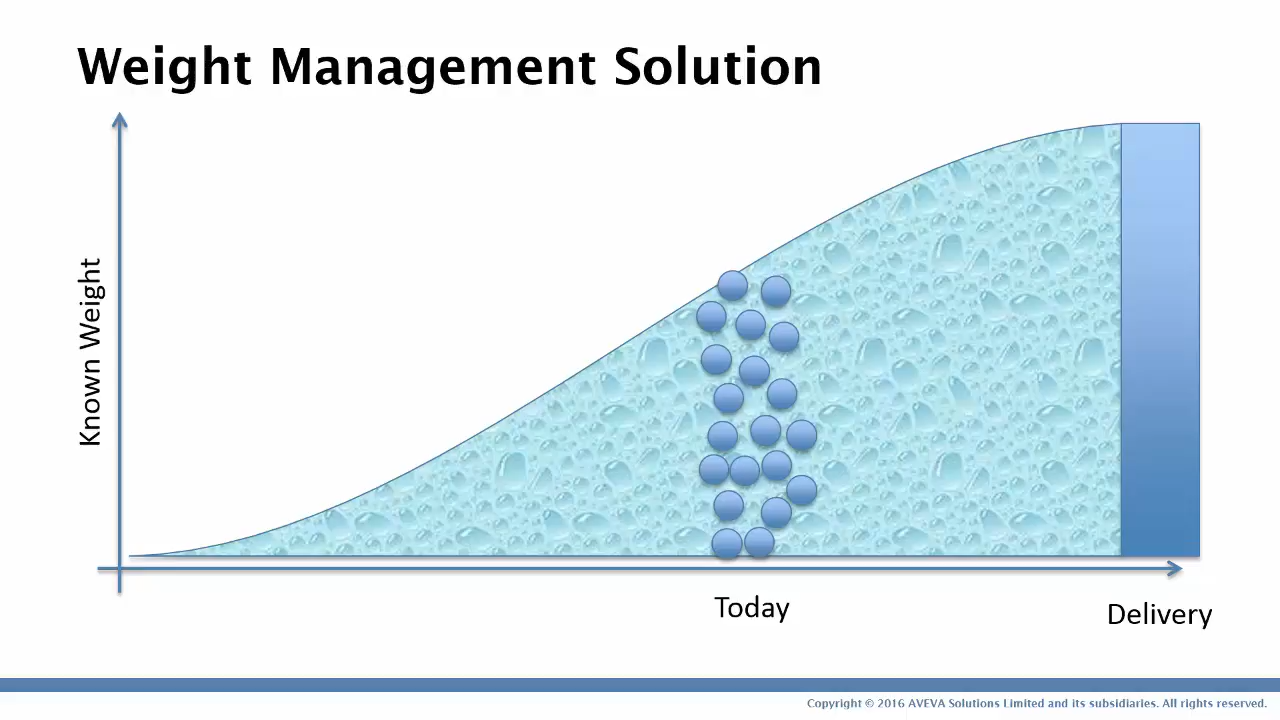 Weight Management Solution
Known Weight
Today
Delivery
Copyright © 2016 AVEVA Solutions Limited and its subsidiaries. All rights reserved.